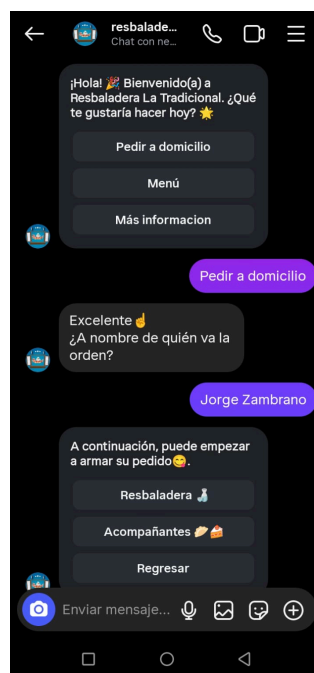 resbalade...
Chat con ne...
¡Hola! 🎉 Bienvenido(a) a
Resbaladera La Tradicional. ¿Qué
te gustaría hacer hoy? 🌟
Pedir a domicilio
Menú
Más informacion
Pedir a domicilio
Excelente☝️
¿A nombre de quién va la
orden?
Jorge Zambrano
A continuación, puede empezar
a armar su pedido😋.
Resbaladera 🍶
Acompañantes 🥟🍰
Regresar
Enviar mensaje...